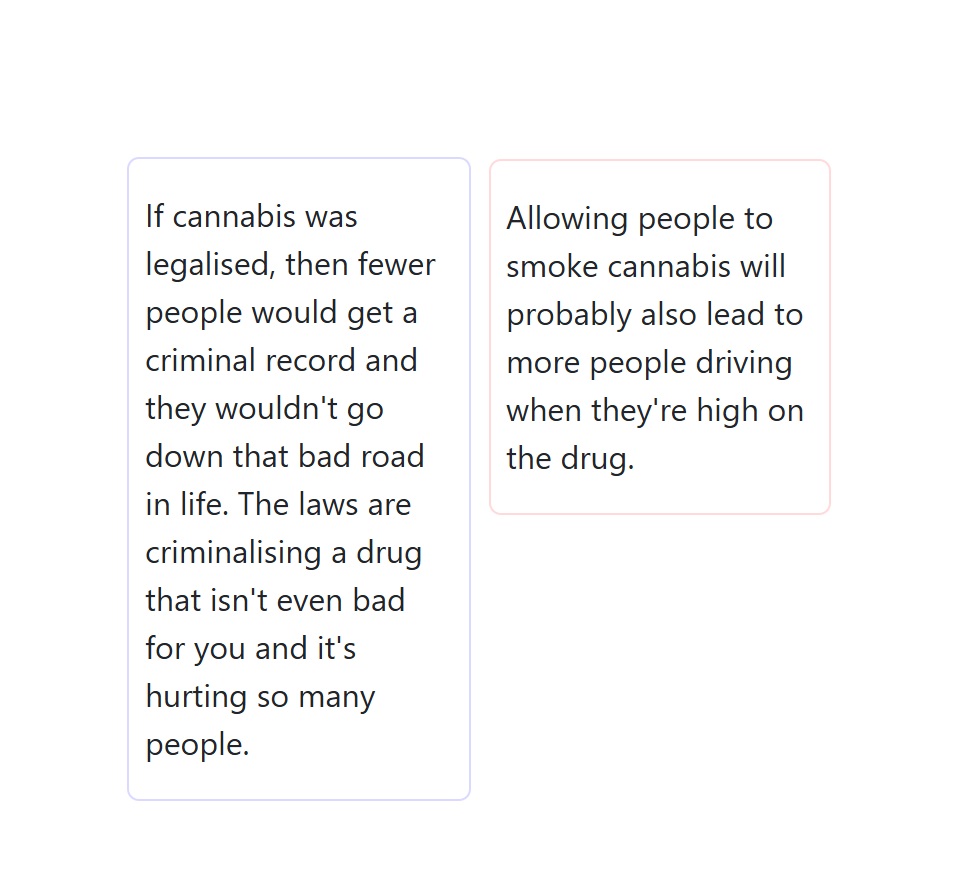 If cannabis was
legalised, then fewer
people would get a
criminal record and
they wouldn't go
down that bad road
in life. The laws are
criminalising a drug
that isn't even bad
for you and it's
hurting so many
people.
Allowing people to
smoke cannabis will
probably also lead to
more people driving
when they're high on
the drug.